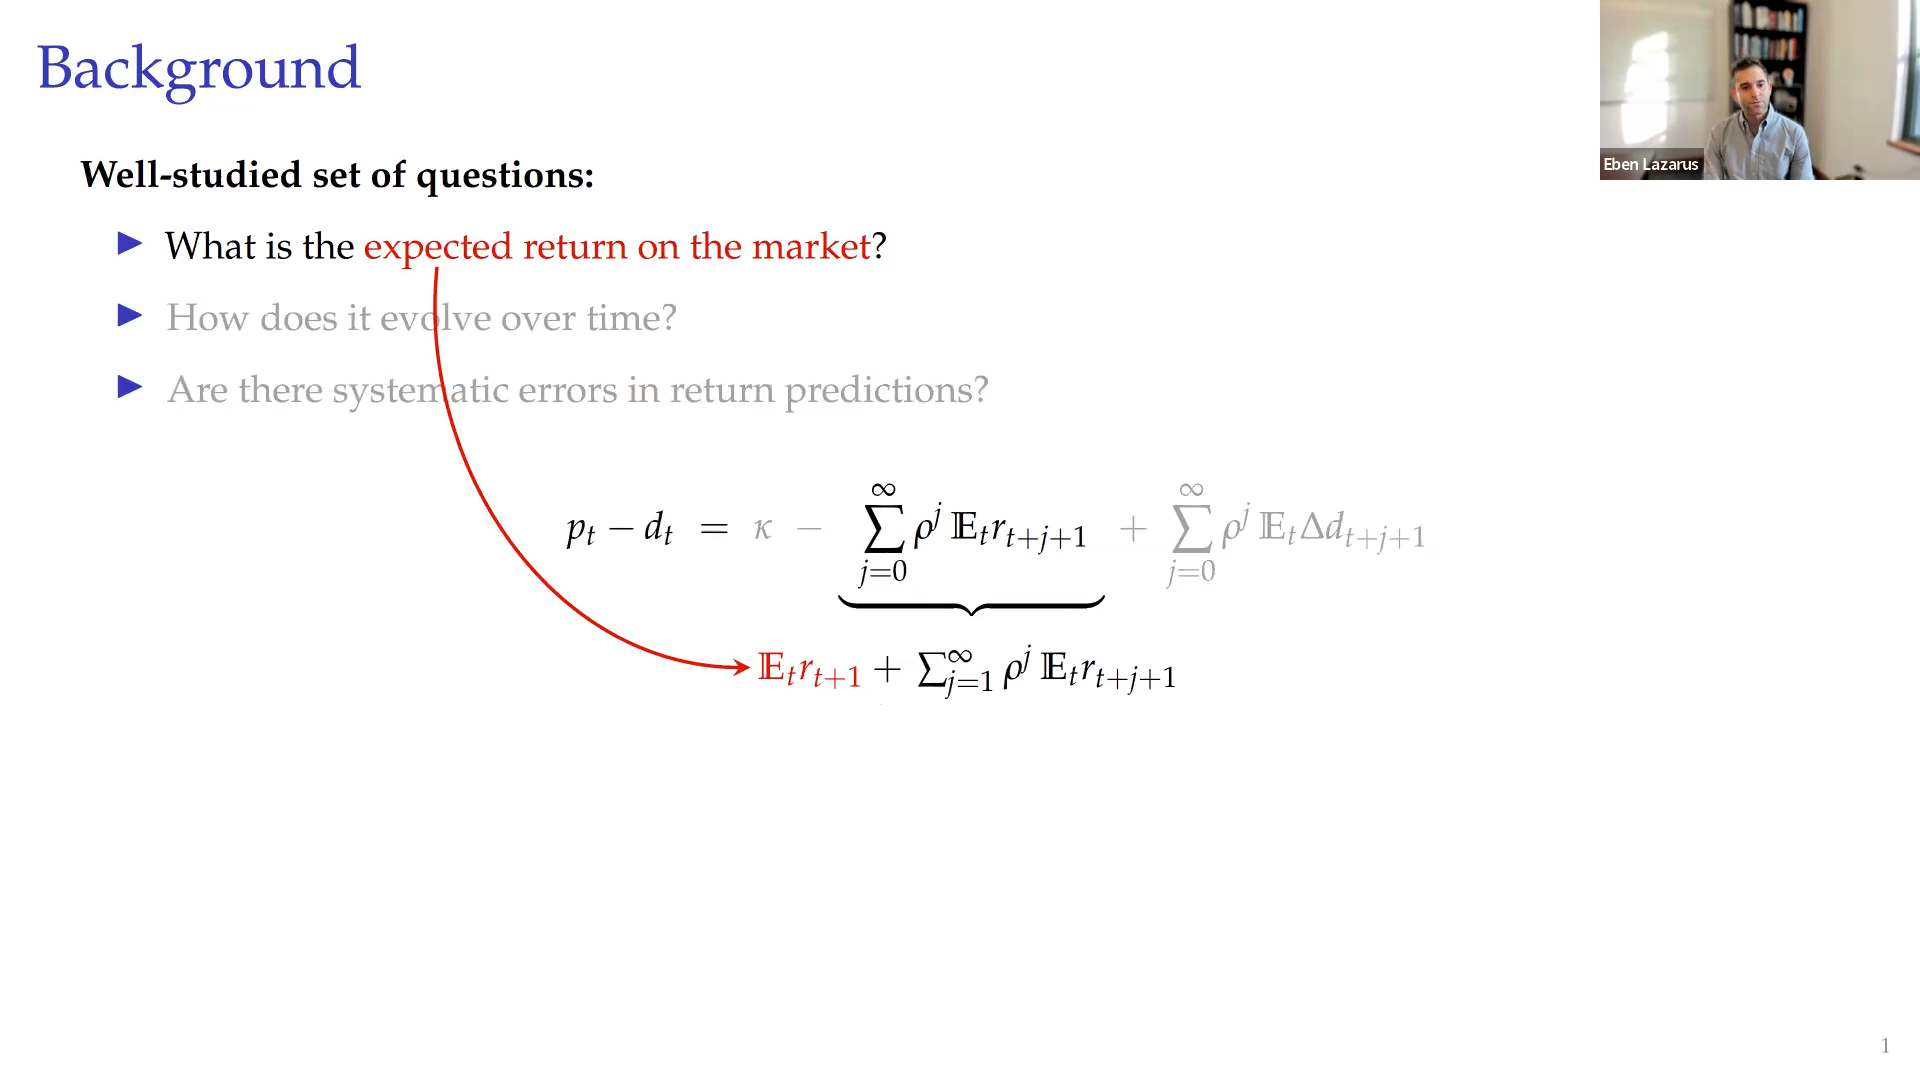 Background
Eben Lazarus
Well-studied set of questions:
▶ What is the expected return on the market?
▶ How does it evolve over time?
▶ Are there systematic errors in return predictions?
p_t − d_t = κ − ∑_{j=0}^{∞} ρ^j 𝔼_t r_{t+j+1} + ∑_{j=0}^{∞} ρ^j 𝔼_t Δd_{t+j+1}
𝔼_t r_{t+1} + ∑_{j=1}^{∞} ρ^j 𝔼_t r_{t+j+1}
1